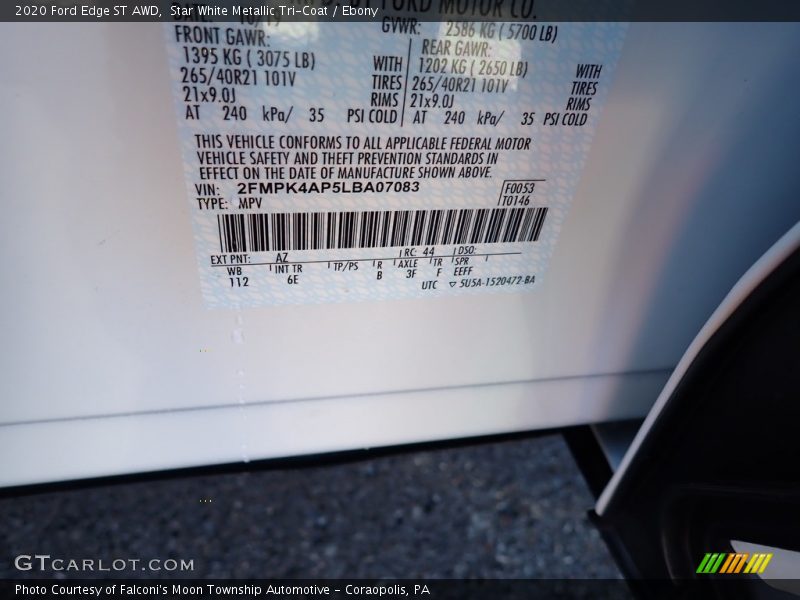 2020 Ford Edge ST AWD, Star White Metallic Tri-Coat / Ebony
FORD MOTOR CO.
DATE: 10/19 GVWR: 2586 KG ( 5700 LB)
FRONT GAWR: REAR GAWR:
1395 KG ( 3075 LB) WITH 1202 KG ( 2650 LB) WITH
265/40R21 101V TIRES 265/40R21 101V TIRES
21x9.0J RIMS 21x9.0J RIMS
AT 240 kPa/ 35 PSI COLD AT 240 kPa/ 35 PSI COLD
THIS VEHICLE CONFORMS TO ALL APPLICABLE FEDERAL MOTOR
VEHICLE SAFETY AND THEFT PREVENTION STANDARDS IN
EFFECT ON THE DATE OF MANUFACTURE SHOWN ABOVE.
VIN: 2FMPK4AP5LBA07083 F0053
TYPE: MPV T0146
EXT PNT: AZ RC: 44 DSO:
WB INT TR TP/PS R AXLE TR SPR
112 6E B 3F F EEFF
UTC ▽ 5U5A-1520472-BA
GTCARLOT.COM
Photo Courtesy of Falconi's Moon Township Automotive - Coraopolis, PA